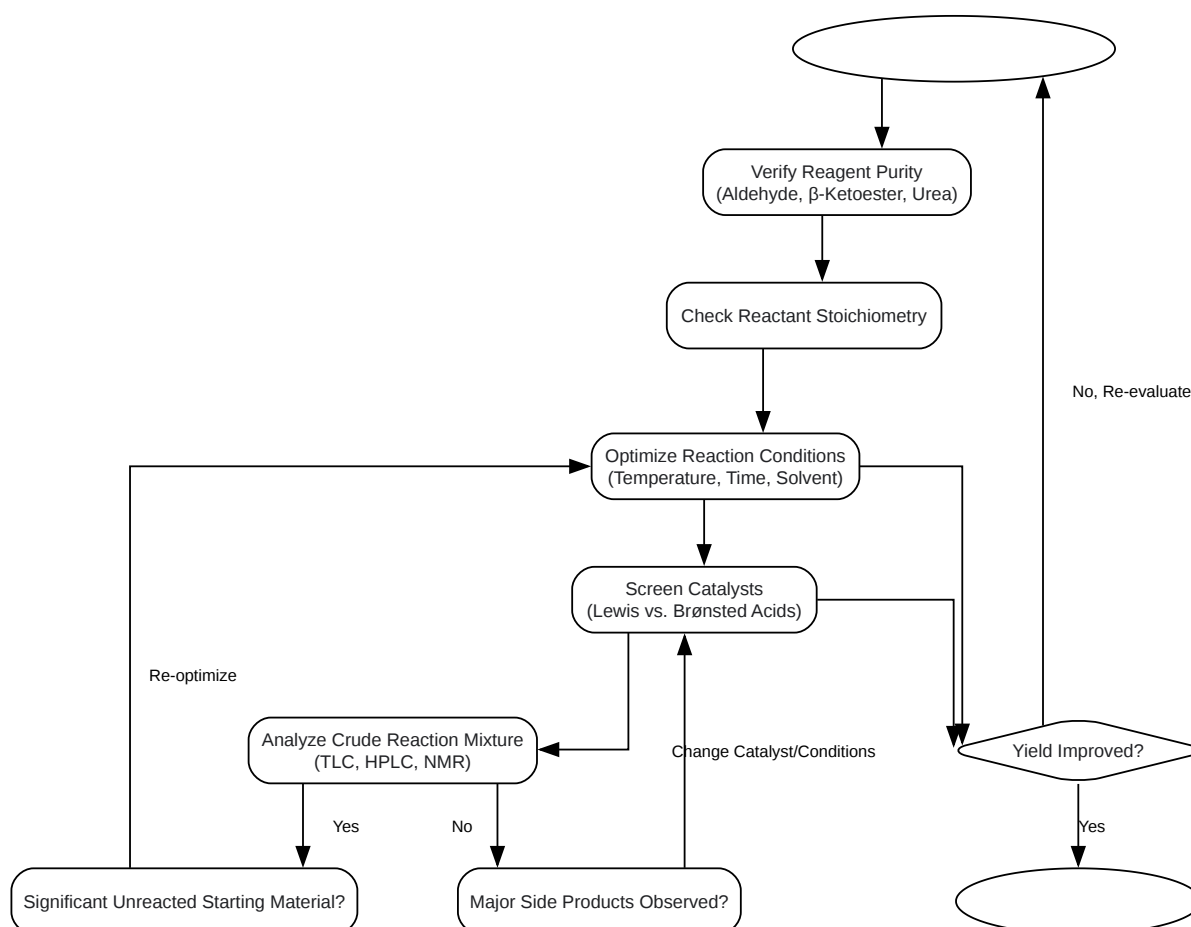 Verify Reagent Purity
(Aldehyde, β-Ketoester, Urea)
Check Reactant Stoichiometry
No, Re-evaluate
Optimize Reaction Conditions
(Temperature, Time, Solvent)
Screen Catalysts
(Lewis vs. Brønsted Acids)
Re-optimize
Analyze Crude Reaction Mixture
(TLC, HPLC, NMR)
Change Catalyst/Conditions
Yield Improved?
Yes
No
Yes
Significant Unreacted Starting Material?
Major Side Products Observed?